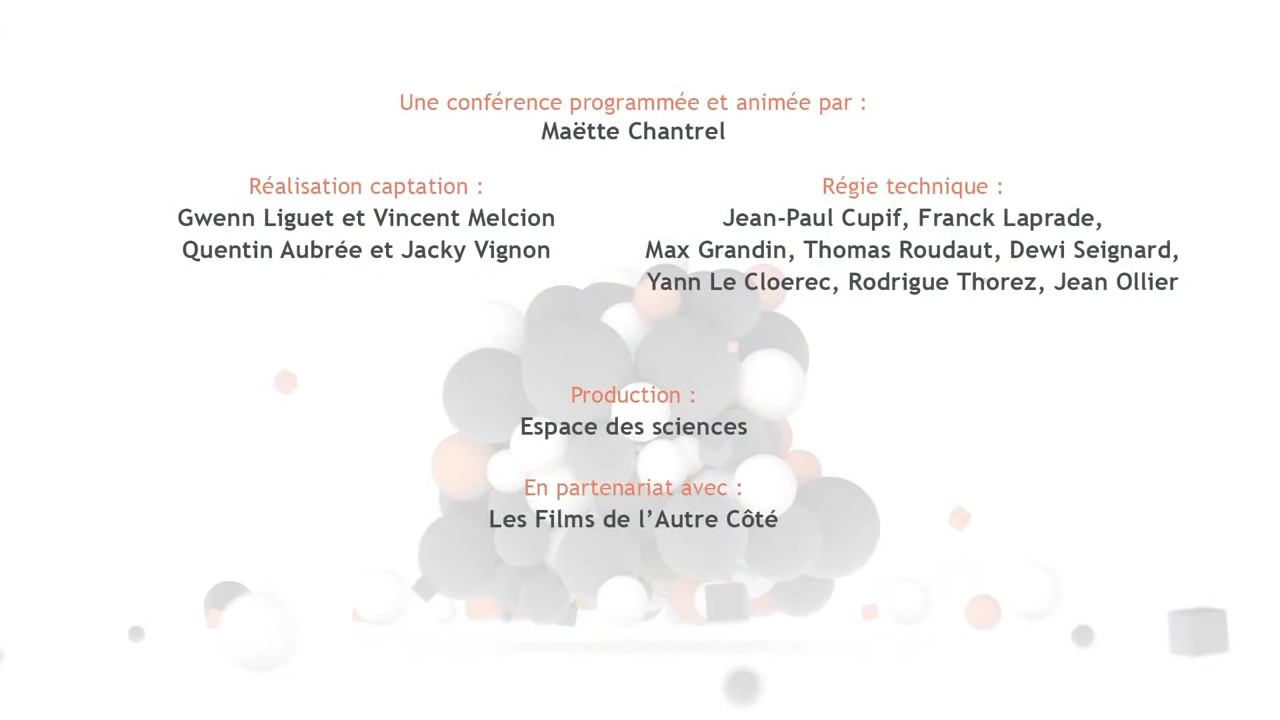 Une conférence programmée et animée par :
Maëtte Chantrel
Réalisation captation :
Gwenn Liguet et Vincent Melcion
Quentin Aubrée et Jacky Vignon
Régie technique :
Jean-Paul Cupif, Franck Laprade,
Max Grandin, Thomas Roudaut, Dewi Seignard,
Yann Le Cloerec, Rodrigue Thorez, Jean Ollier
Production :
Espace des sciences
En partenariat avec :
Les Films de l’Autre Côté